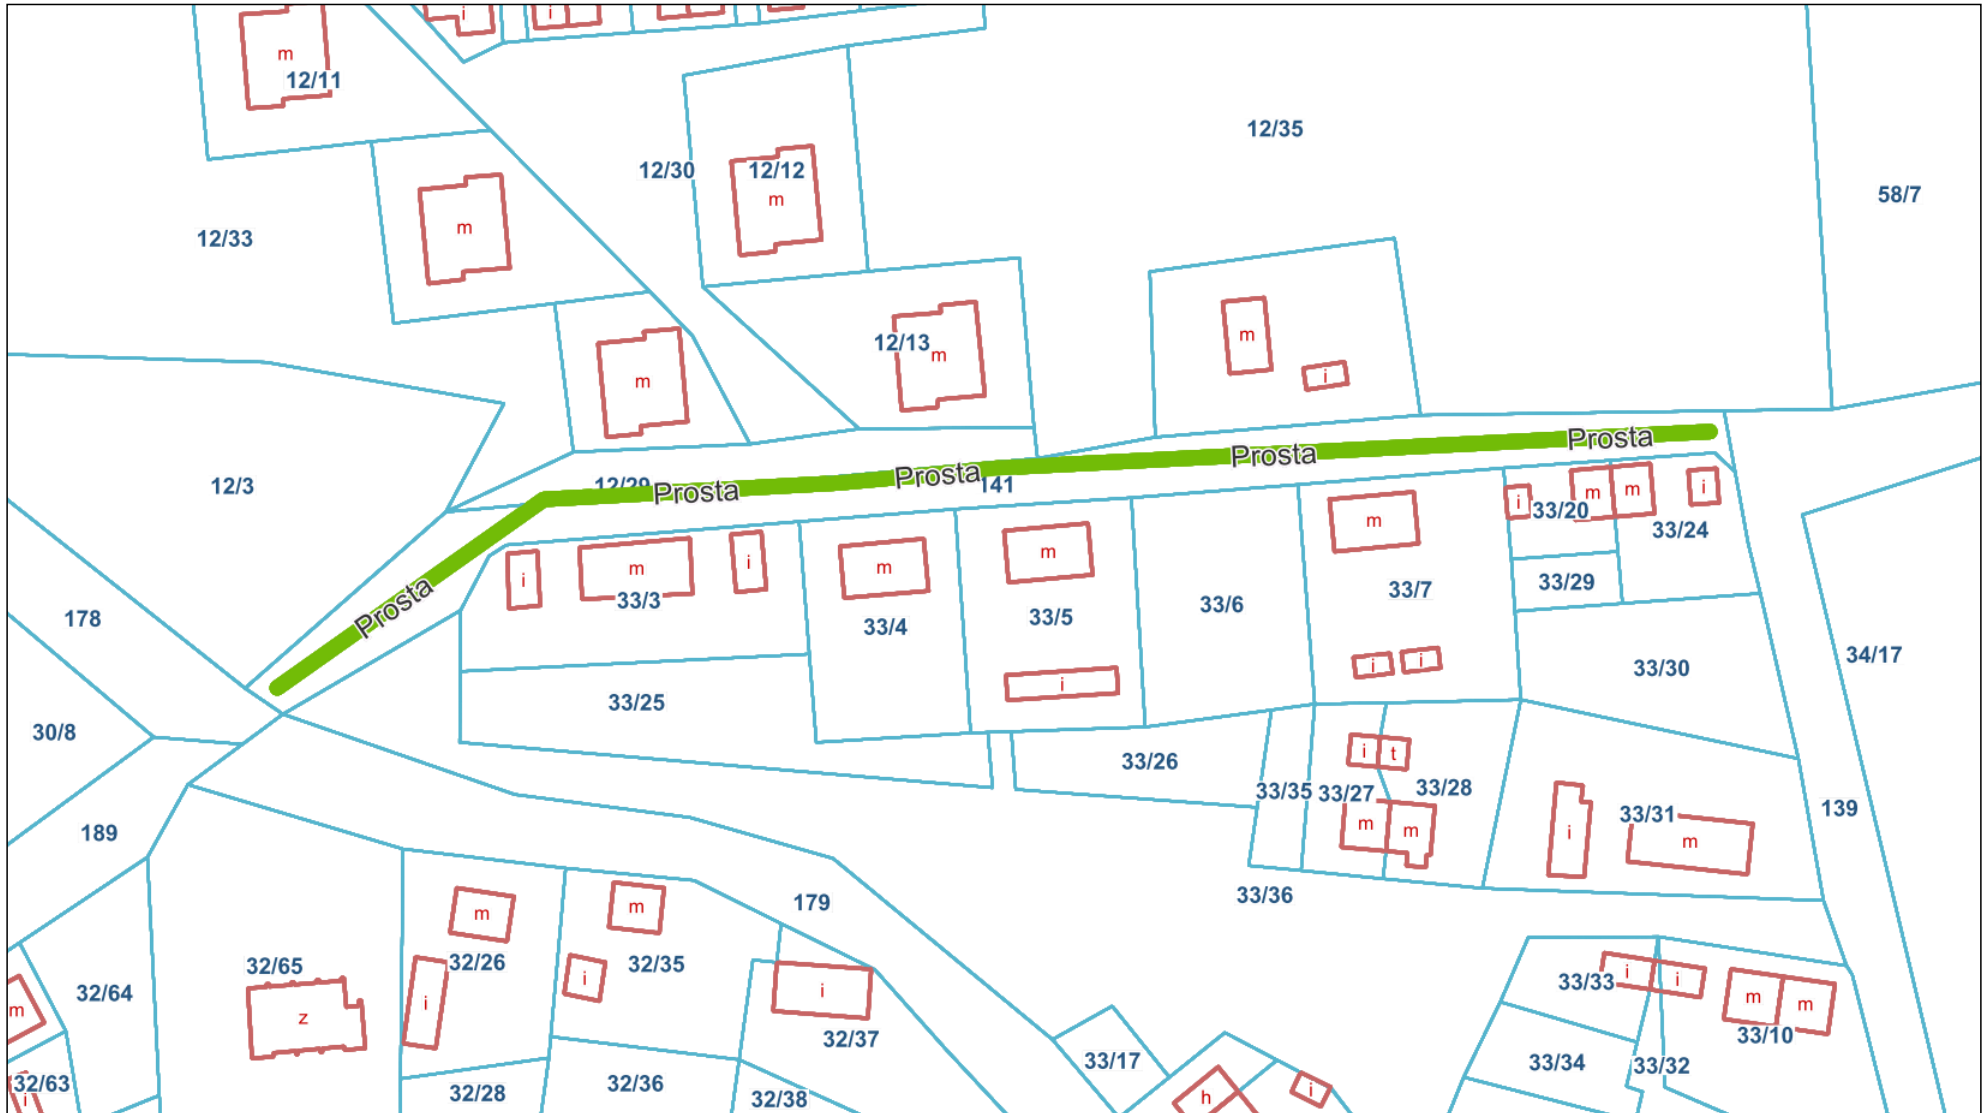 i
i
m
12/11
12/35
12/30
12/12
m
58/7
m
12/33
12/13
m
m
i
m
Prosta
Prosta
Prosta
Prosta
Prosta
12/3
12/29
141
m
m
m
i
i
33/20
33/24
i
m
i
33/3
m
33/4
m
33/5
33/6
33/7
33/29
178
34/17
33/30
i
i
i
33/25
30/8
33/26
i
t
33/35
33/27
33/28
33/31
139
m
m
i
m
189
179
33/36
m
m
32/65
32/26
32/35
i
i
i
32/64
33/33
i
i
m
m
m
z
33/10
32/37
33/17
33/34
33/32
32/63
i
32/28
32/36
32/38
h
i